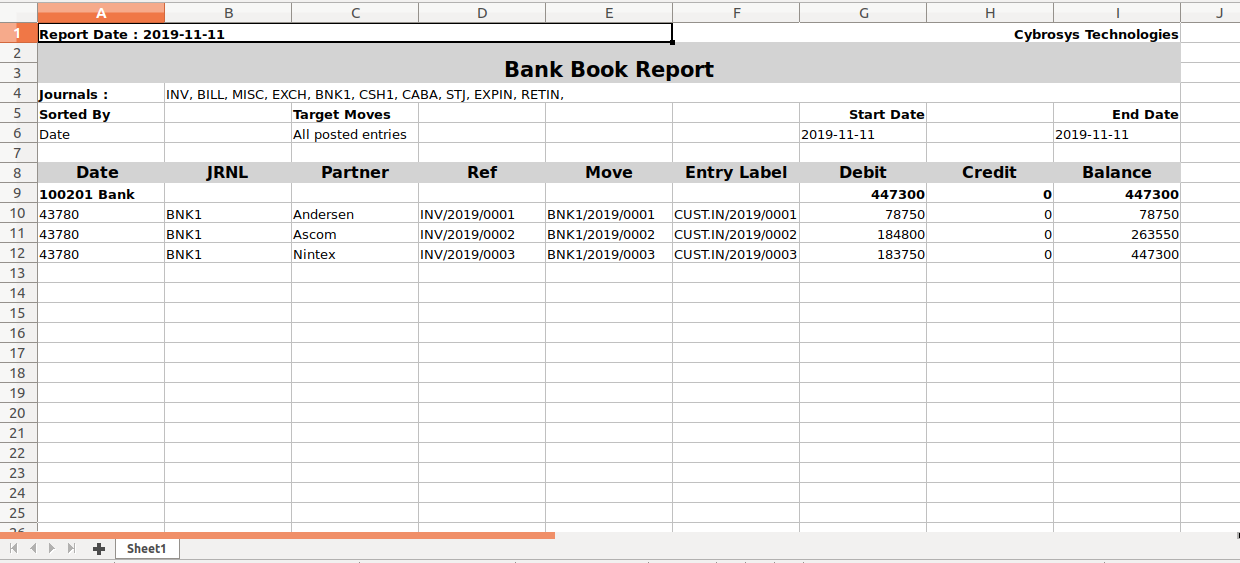 A B C D E F G H I J
1 Report Date : 2019-11-11 Cybrosys Technologies
2
3 Bank Book Report
4 Journals : INV, BILL, MISC, EXCH, BNK1, CSH1, CABA, STJ, EXPIN, RETIN,
5 Sorted By Target Moves Start Date End Date
6 Date All posted entries 2019-11-11 2019-11-11
7
8 Date JRNL Partner Ref Move Entry Label Debit Credit Balance
9 100201 Bank 447300 0 447300
10 43780 BNK1 Andersen INV/2019/0001 BNK1/2019/0001 CUST.IN/2019/0001 78750 0 78750
11 43780 BNK1 Ascom INV/2019/0002 BNK1/2019/0002 CUST.IN/2019/0002 184800 0 263550
12 43780 BNK1 Nintex INV/2019/0003 BNK1/2019/0003 CUST.IN/2019/0003 183750 0 447300
13
14
15
16
17
18
19
20
21
22
23
24
25
26
Sheet1